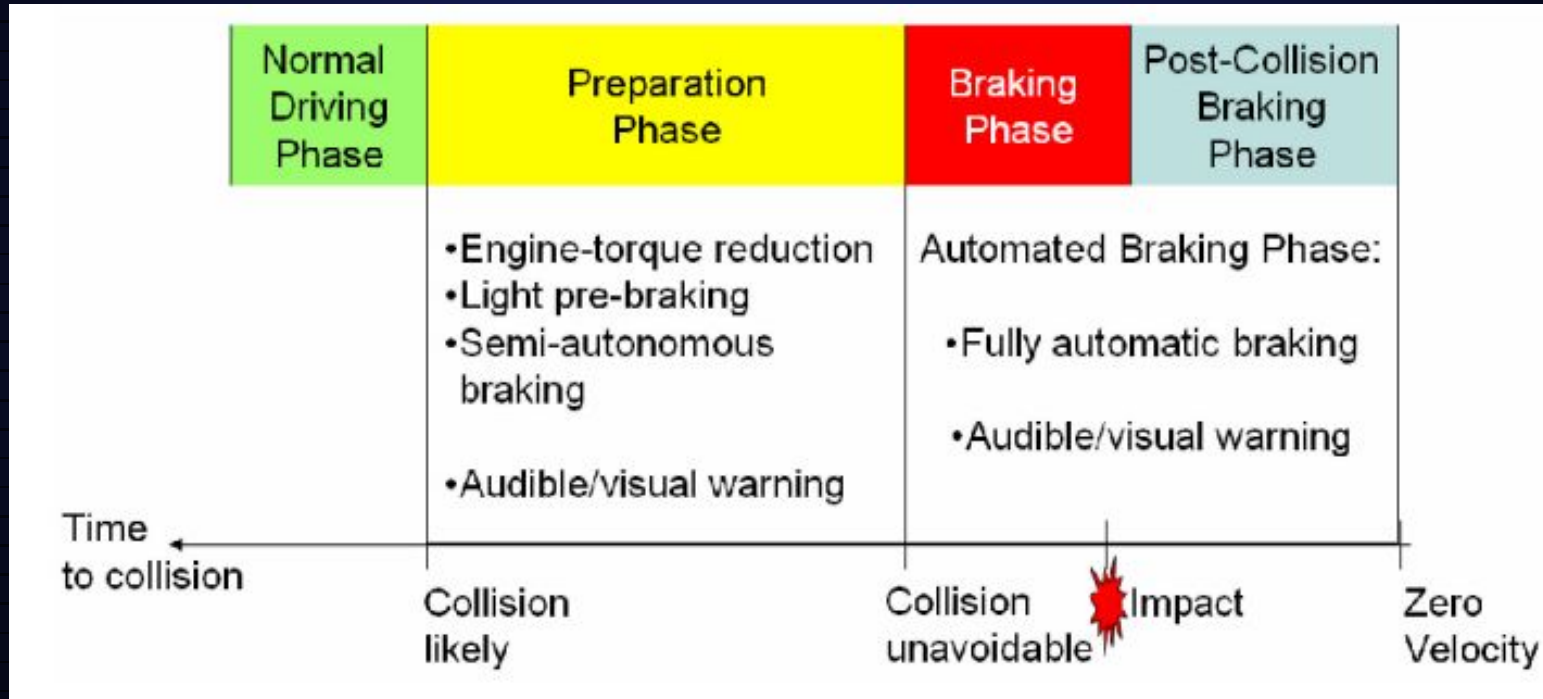 Normal
Driving
Phase
Preparation
Phase
Braking
Phase
Post-Collision
Braking
Phase
•Engine-torque reduction
•Light pre-braking
•Semi-autonomous
braking
•Audible/visual warning
Automated Braking Phase:
•Fully automatic braking
•Audible/visual warning
Time
to collision
Collision
likely
Collision
unavoidable
Impact
Zero
Velocity